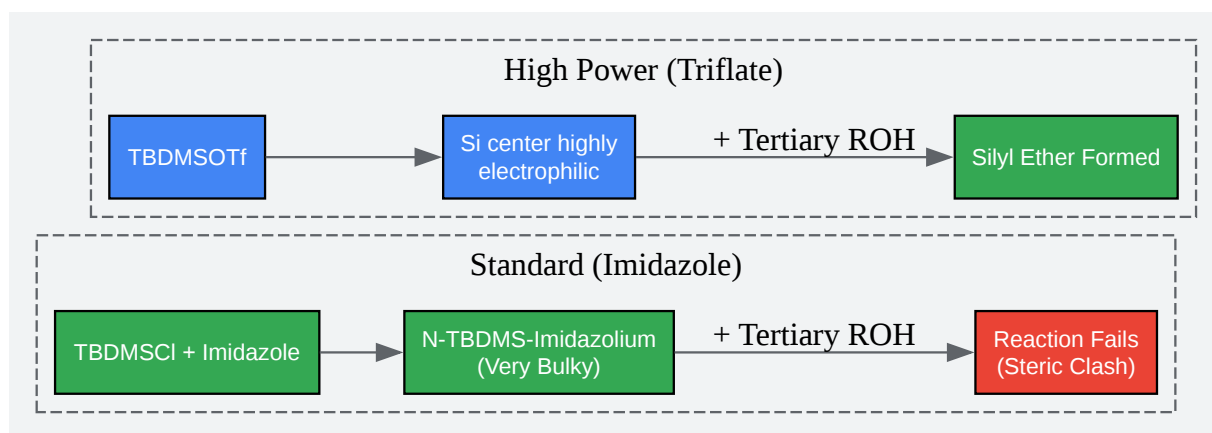 High Power (Triflate)
TBDMSOTf
Si center highly
electrophilic
+ Tertiary ROH
Silyl Ether Formed
Standard (Imidazole)
TBDMSCl + Imidazole
N-TBDMS-Imidazolium
(Very Bulky)
+ Tertiary ROH
Reaction Fails
(Steric Clash)